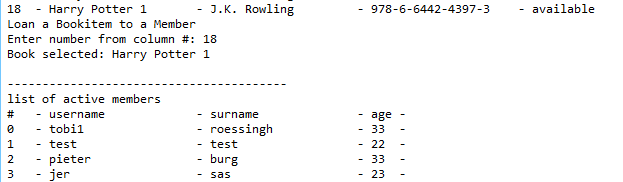 18  - Harry Potter 1       - J.K. Rowling         - 978-6-6442-4397-3    - available
Loan a Bookitem to a Member
Enter number from column #: 18
Book selected: Harry Potter 1
---------------------------------------
list of active members
#   - username             - surname              - age -
0   - tobi1                - roessingh            - 33  -
1   - test                 - test                 - 22  -
2   - pieter               - burg                 - 33  -
3   - jer                  - sas                  - 23  -